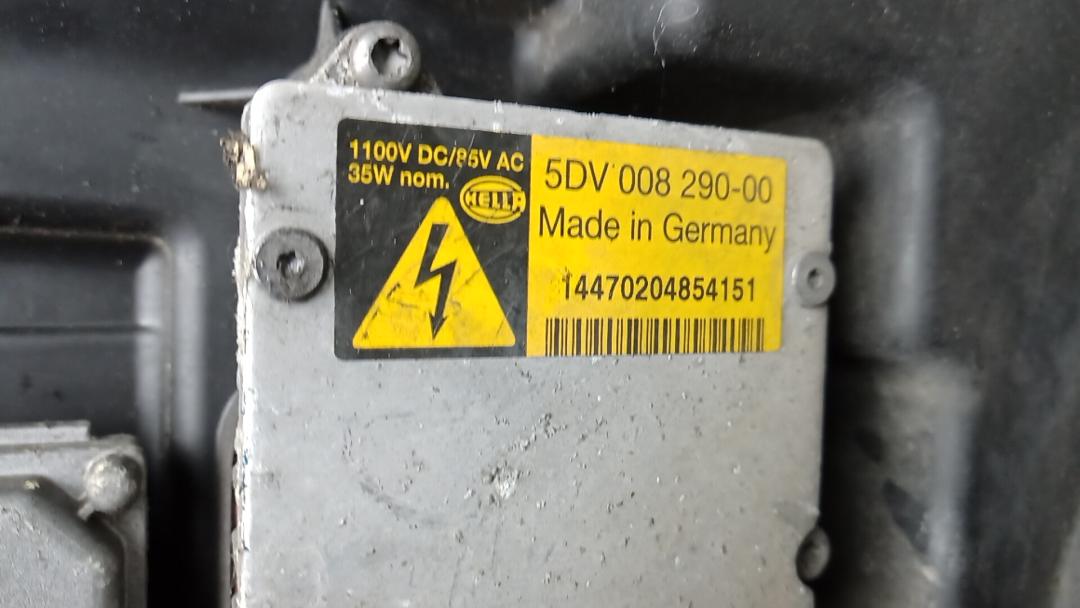 1100V DC/85V AC
35W nom.
HELLA
5DV 008 290-00
Made in Germany
14470204854151